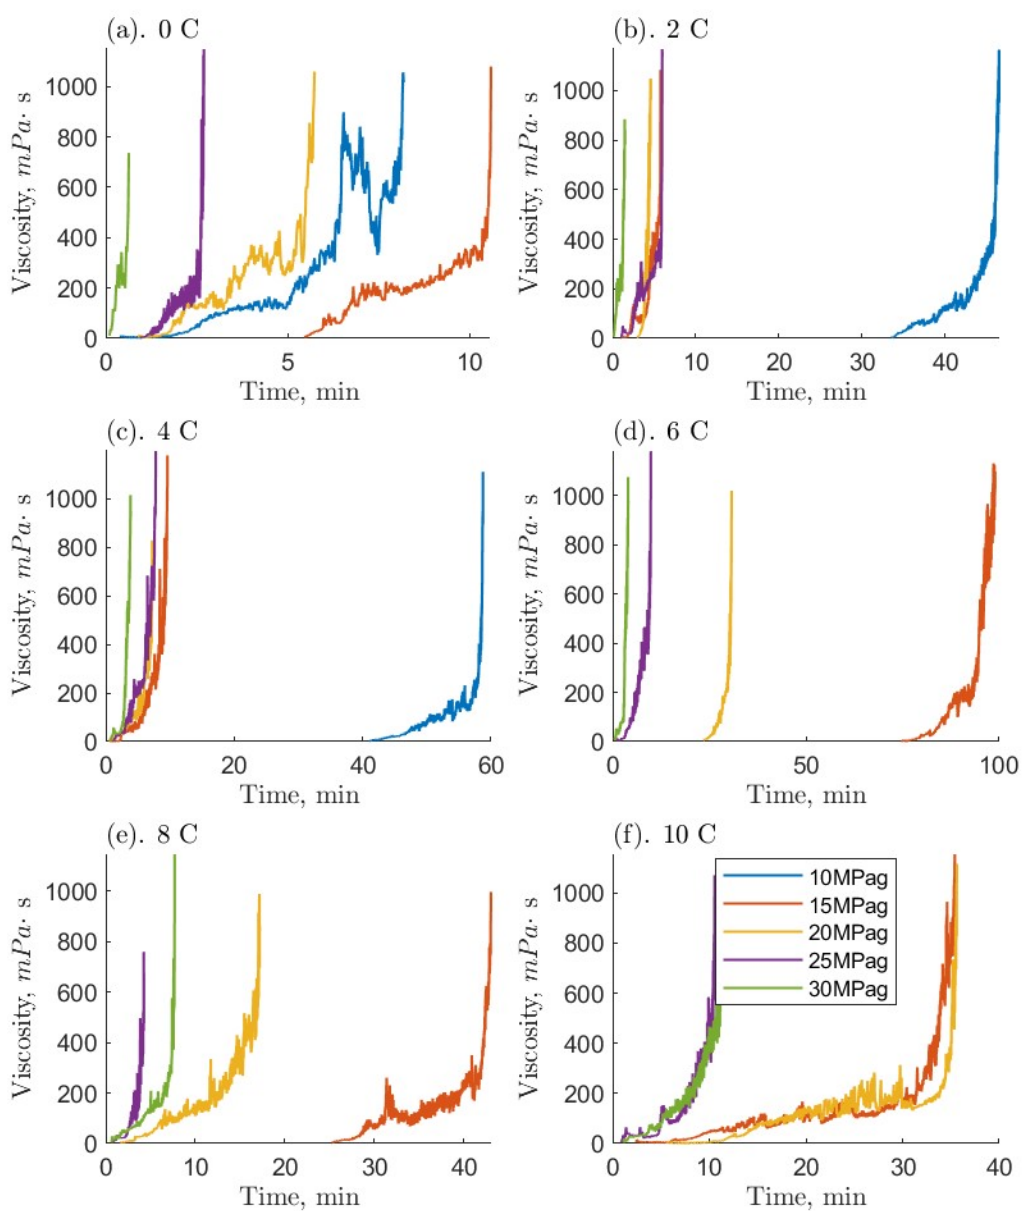 (a). 0 C
Viscosity, mPa· s
1000
800
600
400
200
0
0 5 10
Time, min
(b). 2 C
Viscosity, mPa· s
1000
800
600
400
200
0
0 10 20 30 40
Time, min
(c). 4 C
Viscosity, mPa· s
1000
800
600
400
200
0
0 20 40 60
Time, min
(d). 6 C
Viscosity, mPa· s
1000
800
600
400
200
0
0 50 100
Time, min
(e). 8 C
Viscosity, mPa· s
1000
800
600
400
200
0
0 10 20 30 40
Time, min
(f). 10 C
Viscosity, mPa· s
1000
800
600
400
200
0
0 10 20 30 40
Time, min
10MPag
15MPag
20MPag
25MPag
30MPag